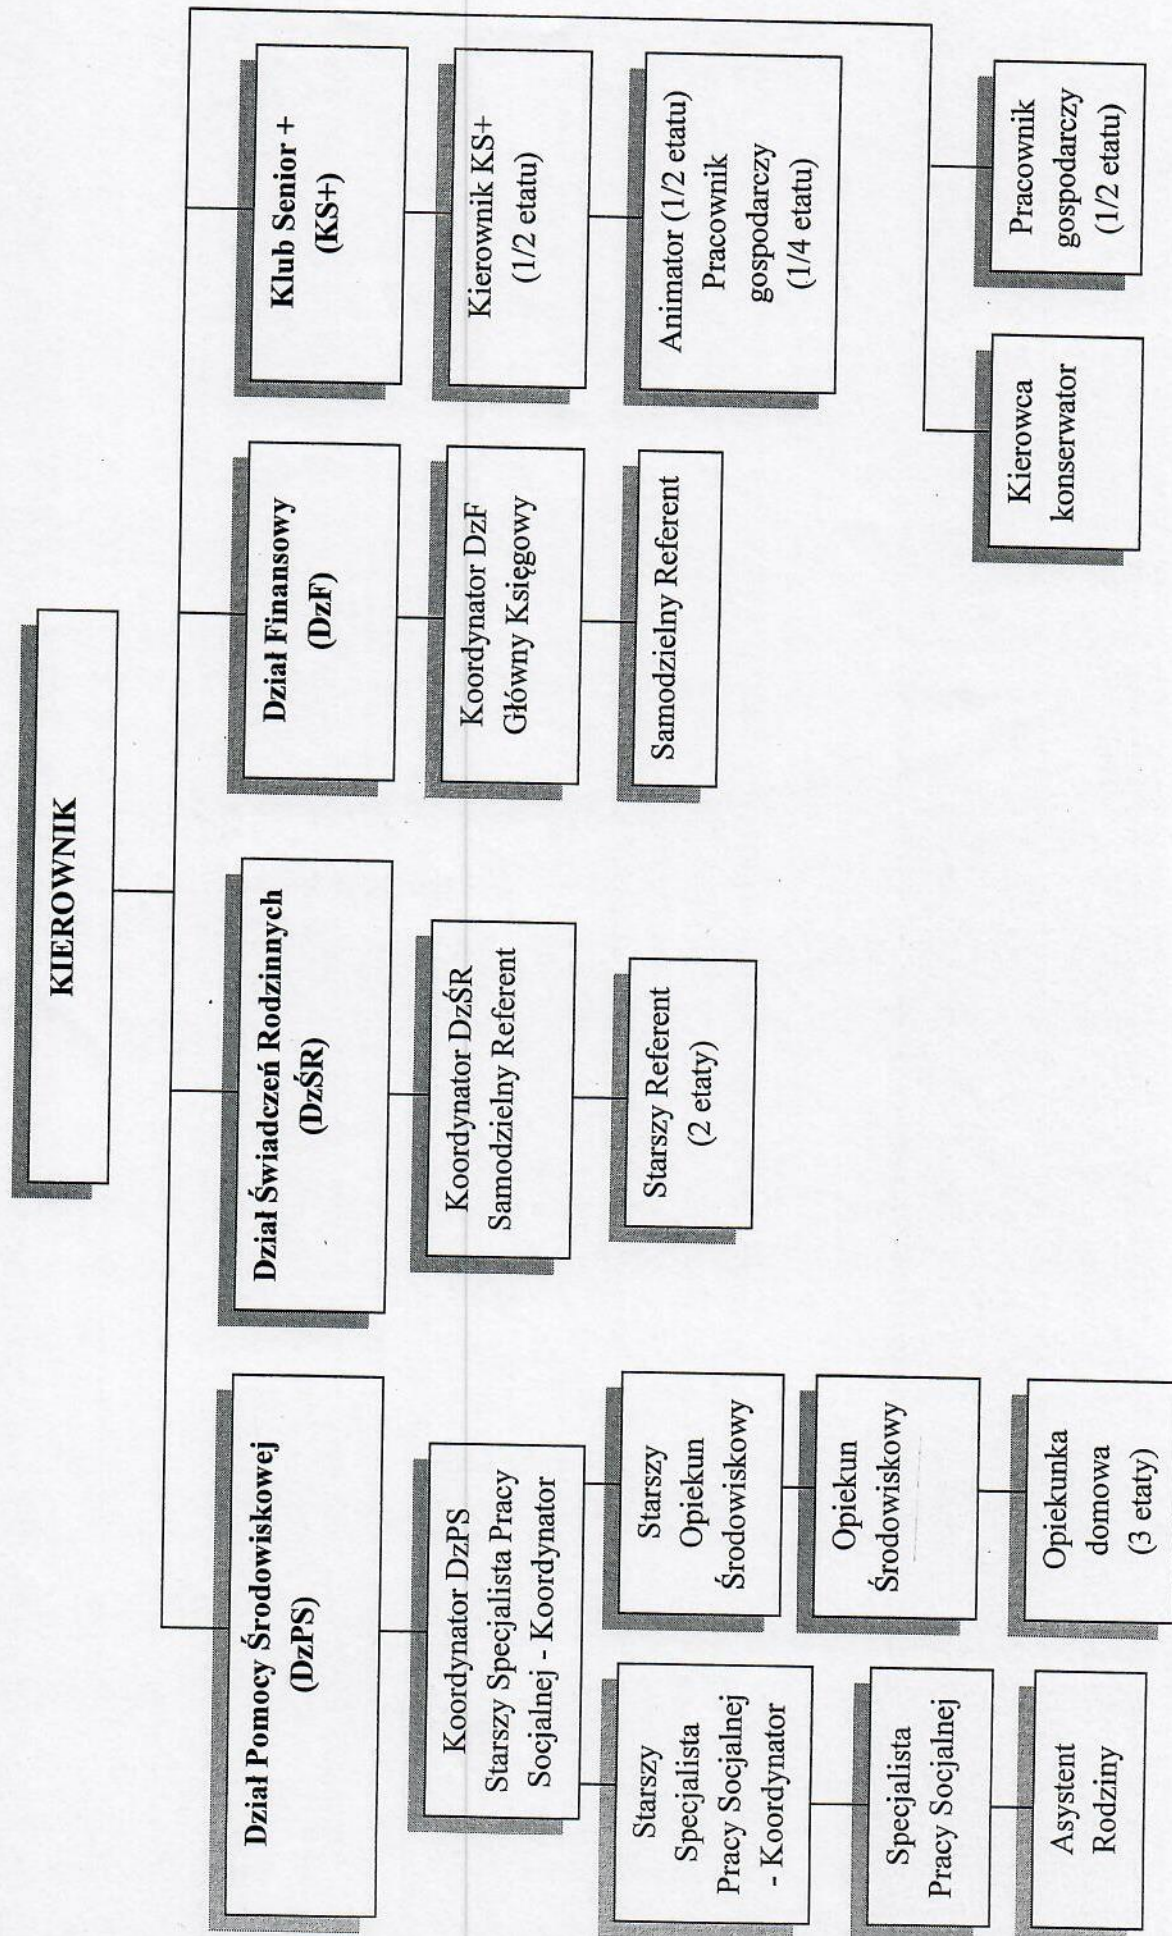 KIEROWNIK
Dział Pomocy Środowiskowej
(DzPS)
Dział Świadczeń Rodzinnych
(DzŚR)
Dział Finansowy
(DzF)
Klub Senior +
(KS+)
Koordynator DzPS
Starszy Specjalista Pracy
Socjalnej - Koordynator
Koordynator DzŚR
Samodzielny Referent
Koordynator DzF
Główny Księgowy
Kierownik KS+
(1/2 etatu)
Starszy
Specjalista
Pracy Socjalnej
- Koordynator
Starszy
Opiekun
Środowiskowy
Starszy Referent
(2 etaty)
Samodzielny Referent
Animator (1/2 etatu)
Pracownik
gospodarczy
(1/4 etatu)
Specjalista
Pracy Socjalnej
Opiekun
Środowiskowy
Asystent
Rodziny
Opiekunka
domowa
(3 etaty)
Kierowca
konserwator
Pracownik
gospodarczy
(1/2 etatu)